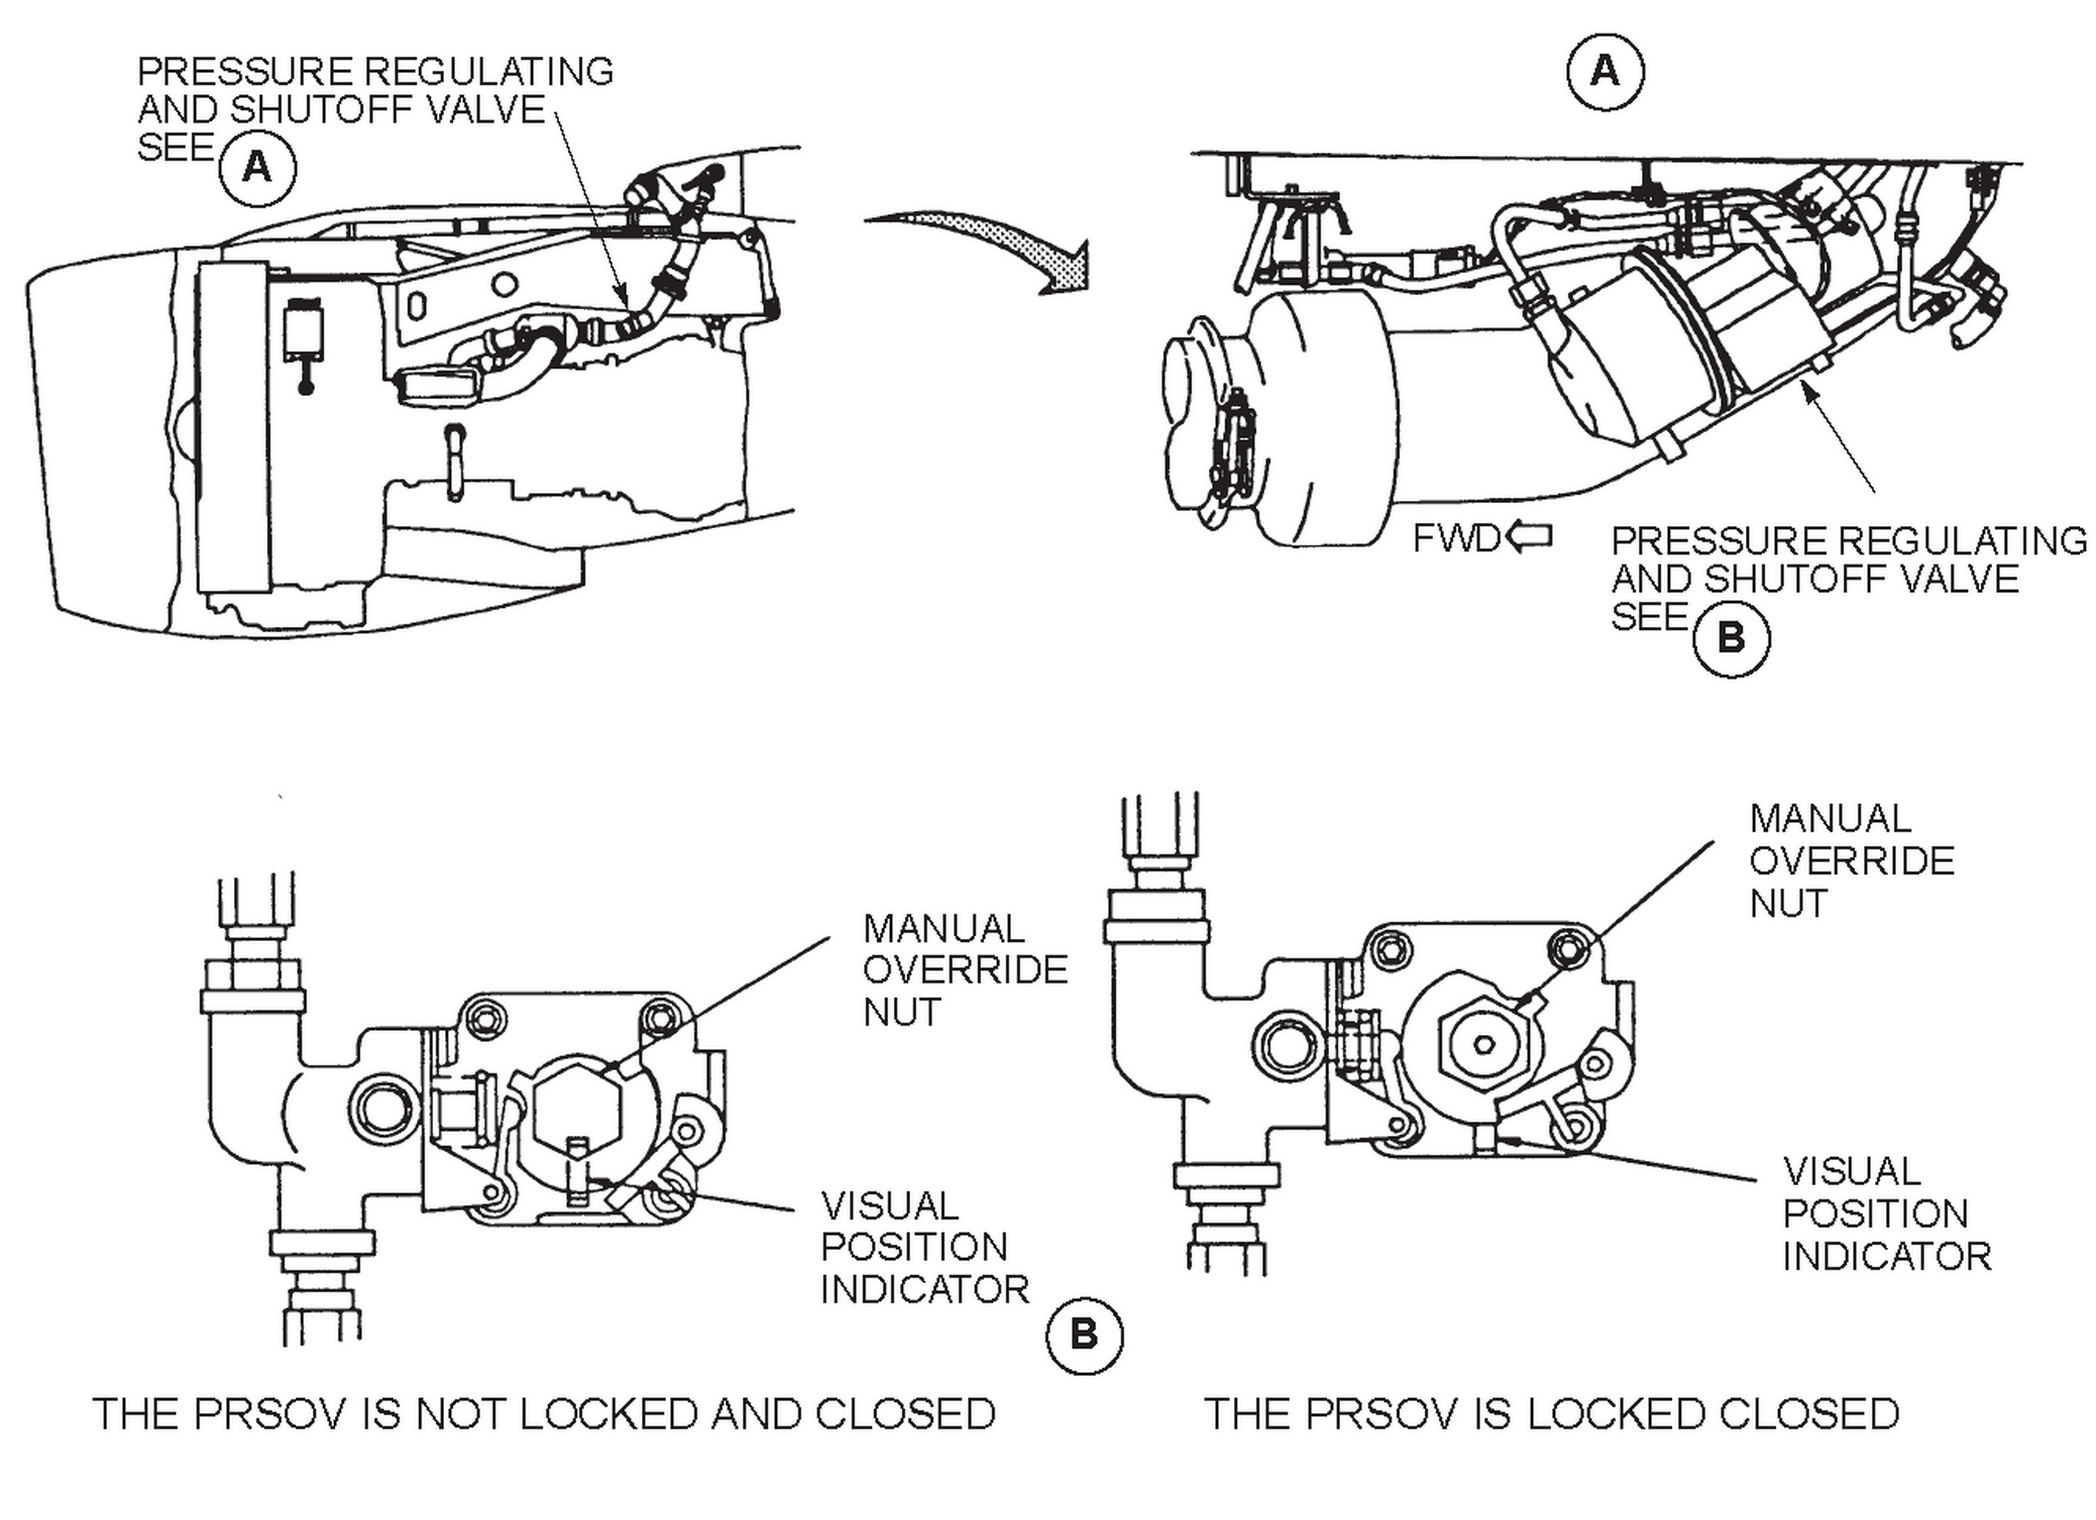 PRESSURE REGULATING
AND SHUTOFF VALVE
SEE A
A
FWD
PRESSURE REGULATING
AND SHUTOFF VALVE
SEE B
MANUAL
OVERRIDE
NUT
VISUAL
POSITION
INDICATOR
MANUAL
OVERRIDE
NUT
VISUAL
POSITION
INDICATOR
B
THE PRSOV IS NOT LOCKED AND CLOSED
THE PRSOV IS LOCKED CLOSED